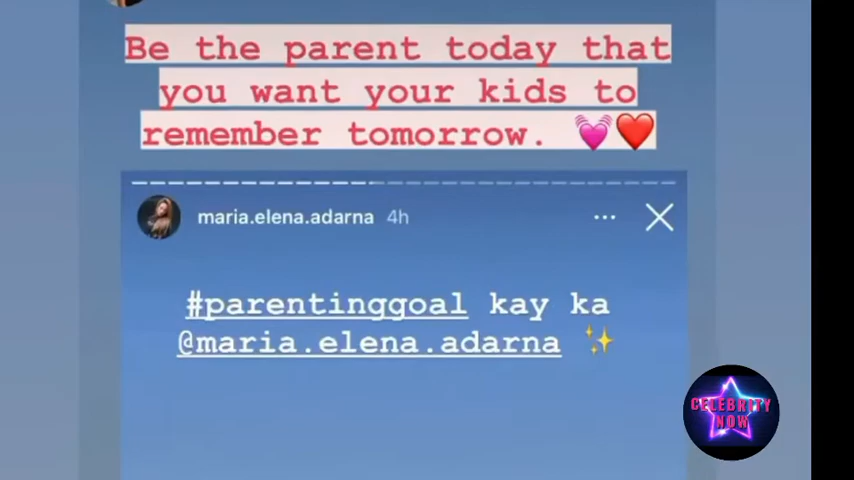 Be the parent today that
you want your kids to
remember tomorrow. 💓❤️
maria.elena.adarna 4h
#parentinggoal kay ka
@maria.elena.adarna ✨
CELEBRITY
NOW